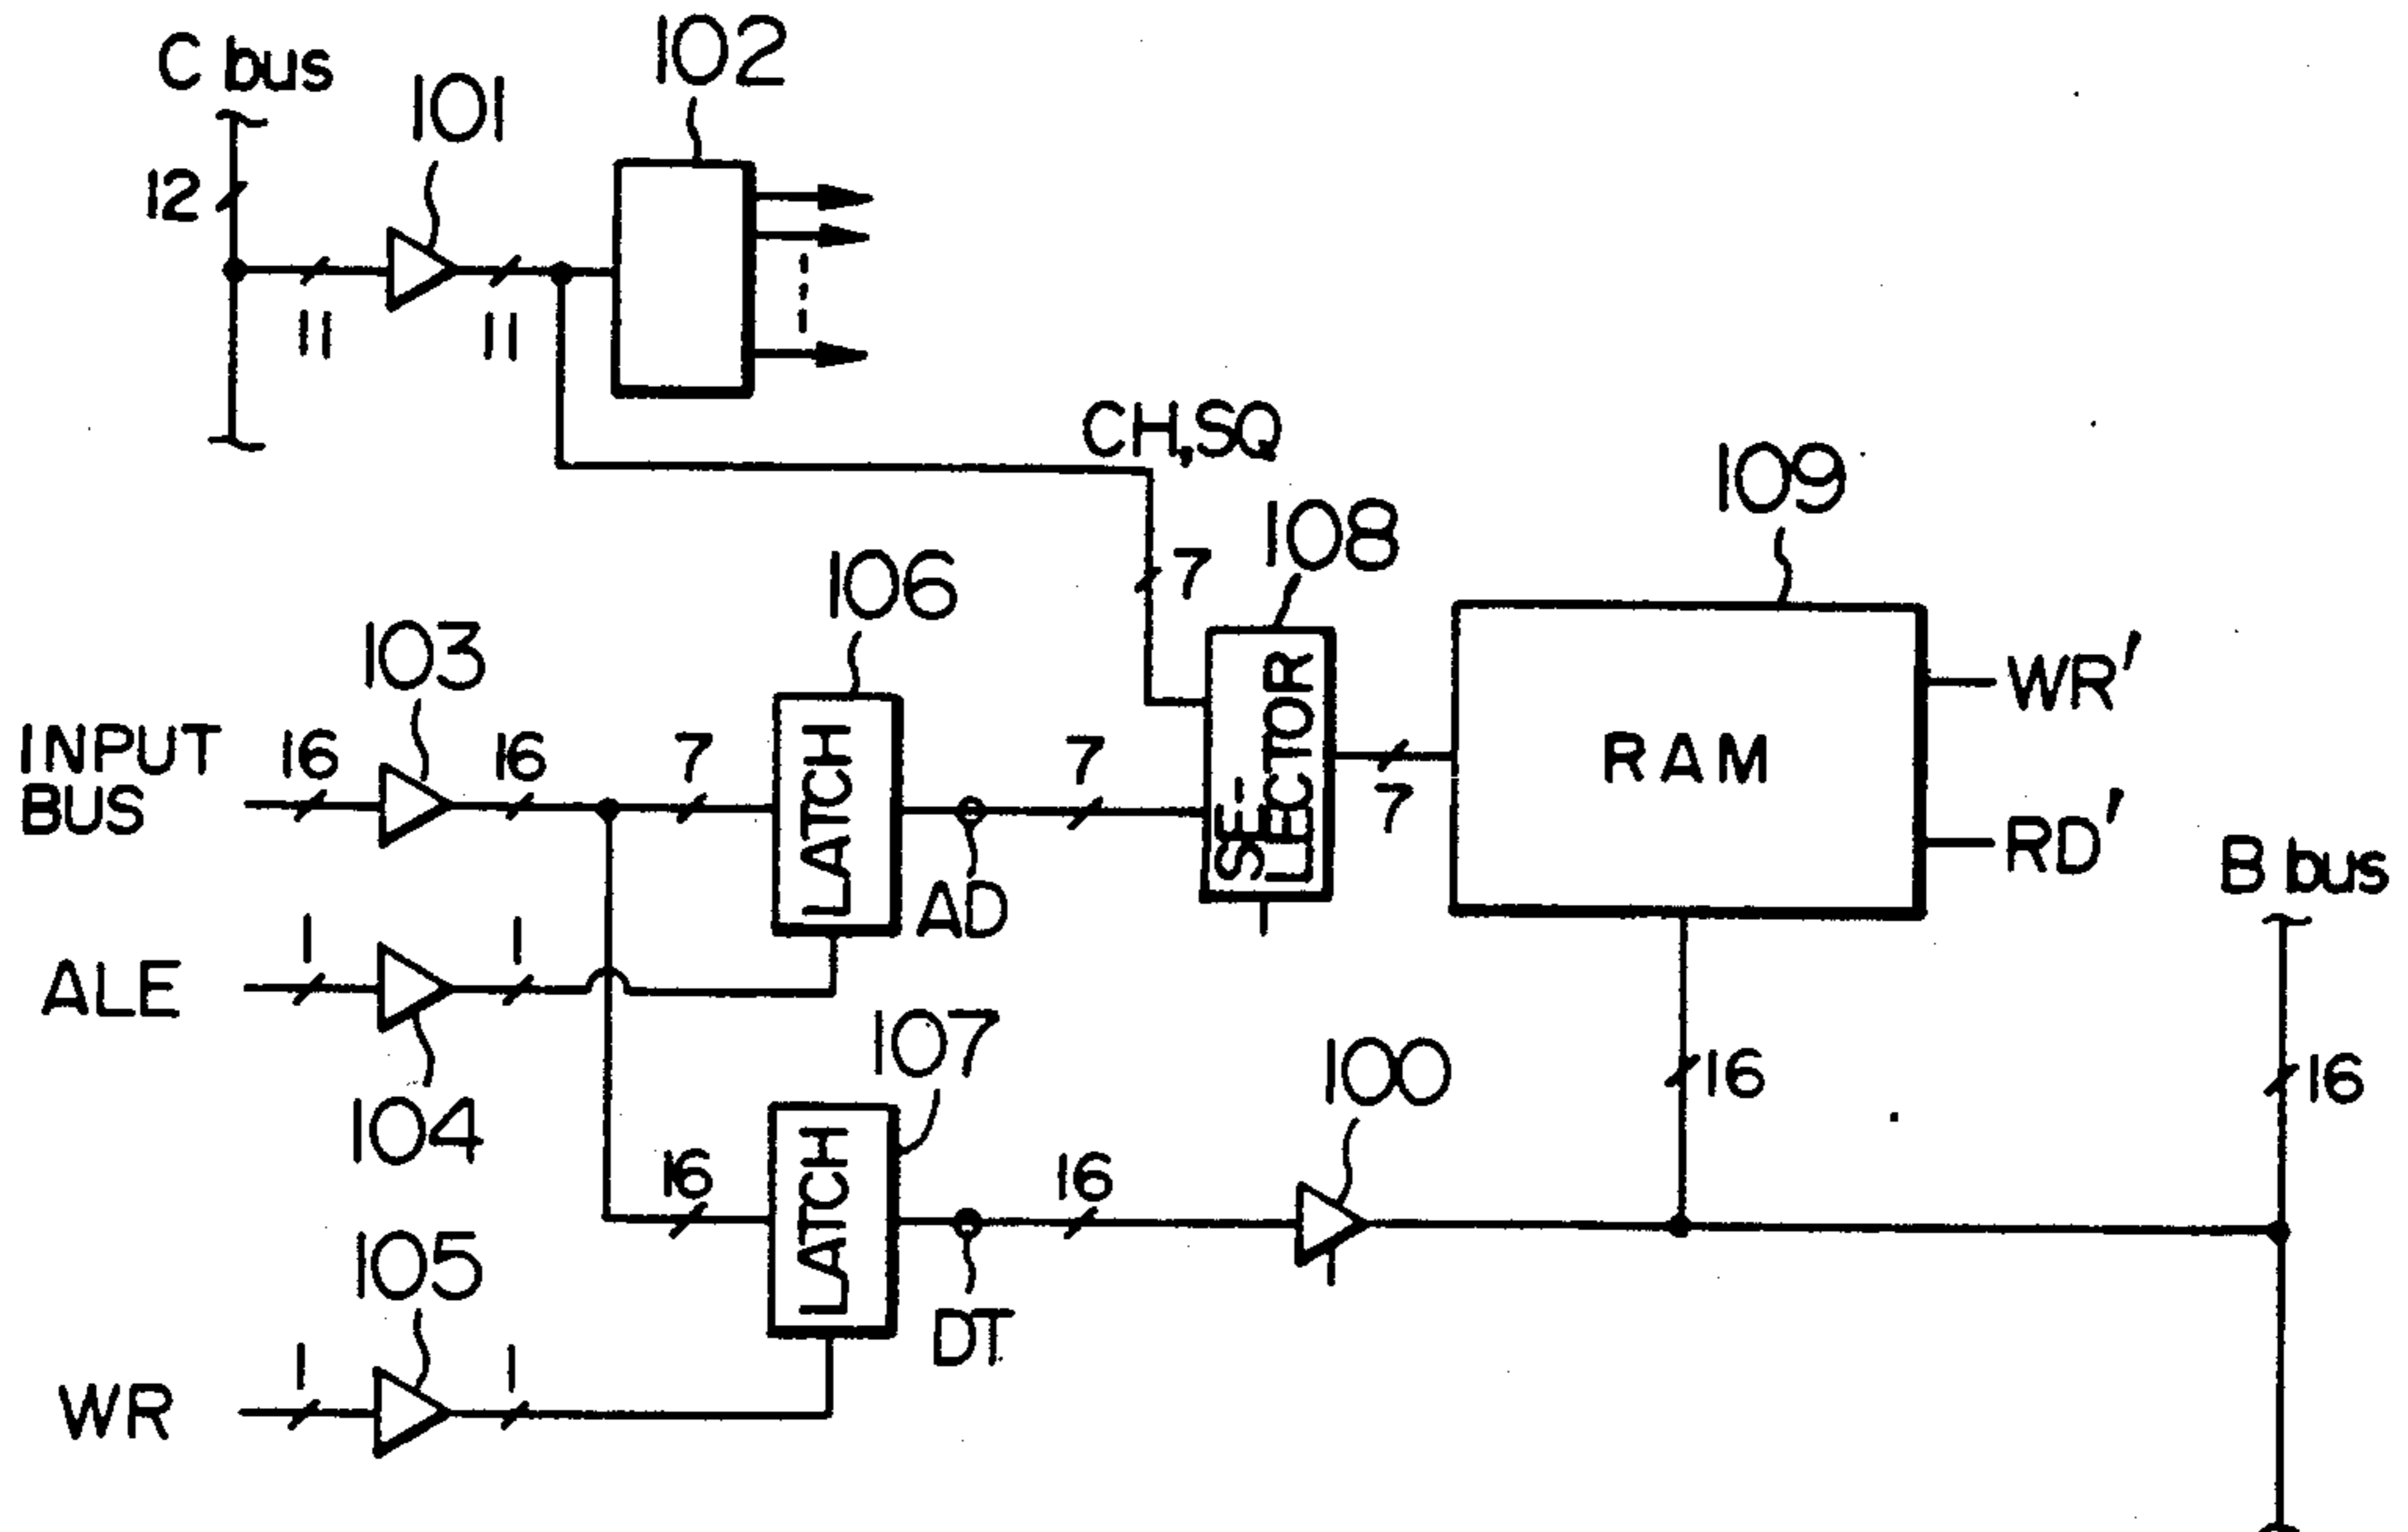 C bus
101
102
12
11
11
CH,SQ
109
108
7
106
103
INPUT
BUS
16
16
7
LATCH
7
AD
SE-
LECTOR
7
RAM
WR'
RD'
B bus
ALE
1
1
104
107
100
16
16
16
LATCH
16
DT
105
WR
1
1